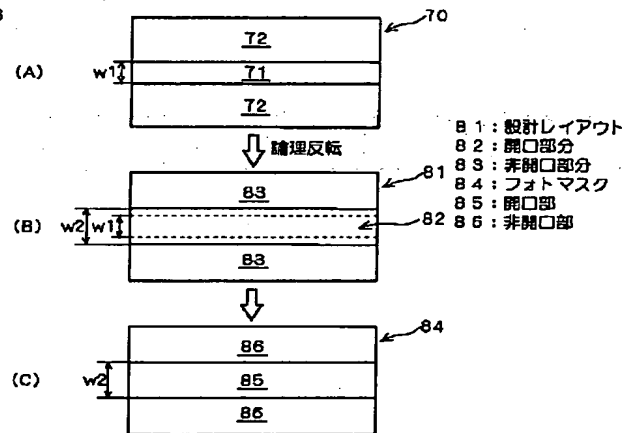 70
72
(A) w1 71
72
論理反転
81:設計レイアウト
82:開口部分
83:非開口部分
84:フォトマスク
85:開口部
86:非開口部
81
83
(B) w2 w1 82
83
84
86
(C) w2 85
86